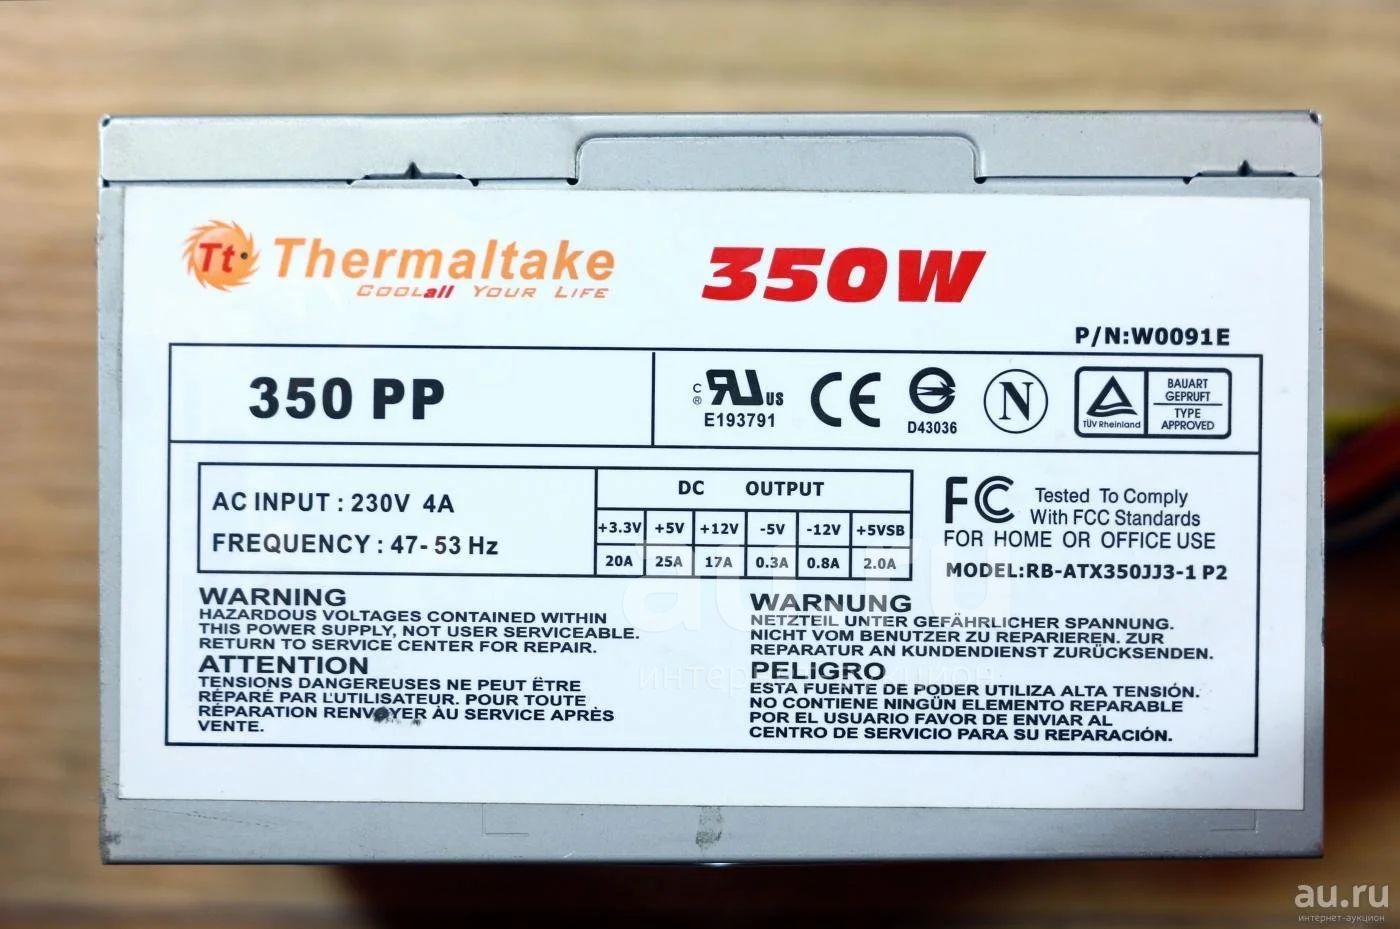 Tt Thermaltake
COOLall YOUR LIFE
350W
P/N:W0091E
350 PP
c R RU US
E193791
CE
D43036
N
TÜV Rheinland
BAUART
GEPRUFT
TYPE
APPROVED
AC INPUT : 230V 4A
FREQUENCY : 47- 53 Hz
DC OUTPUT
+3.3V +5V +12V -5V -12V +5VSB
20A 25A 17A 0.3A 0.8A 2.0A
FC Tested To Comply
With FCC Standards
FOR HOME OR OFFICE USE
MODEL:RB-ATX350JJ3-1 P2
WARNING
HAZARDOUS VOLTAGES CONTAINED WITHIN
THIS POWER SUPPLY, NOT USER SERVICEABLE.
RETURN TO SERVICE CENTER FOR REPAIR.
ATTENTION
TENSIONS DANGEREUSES NE PEUT ËTRE
RÉPARÉ PAR L'UTILISATEUR. POUR TOUTE
RÉPARATION RENVOYER ÀU SERVICE APRÈS
VENTE.
WARNUNG
NETZTEIL UNTER GEFÄHRLICHER SPANNUNG.
NICHT VOM BENUTZER ZU REPARIEREN. ZUR
REPARATUR AN KUNDENDIENST ZURÜCKSENDEN.
PELiGRO
ESTA FUENTE DE PODER UTILIZA ALTA TENSIÓN.
NO CONTIENE NINGÚN ELEMENTO REPARABLE
POR EL USUARIO FAVOR DE ENVIAR AL
CENTRO DE SERVICIO PARA SU REPARACIÓN.
au.ru
интернет-аукцион
au.ru
интернет-аукцион